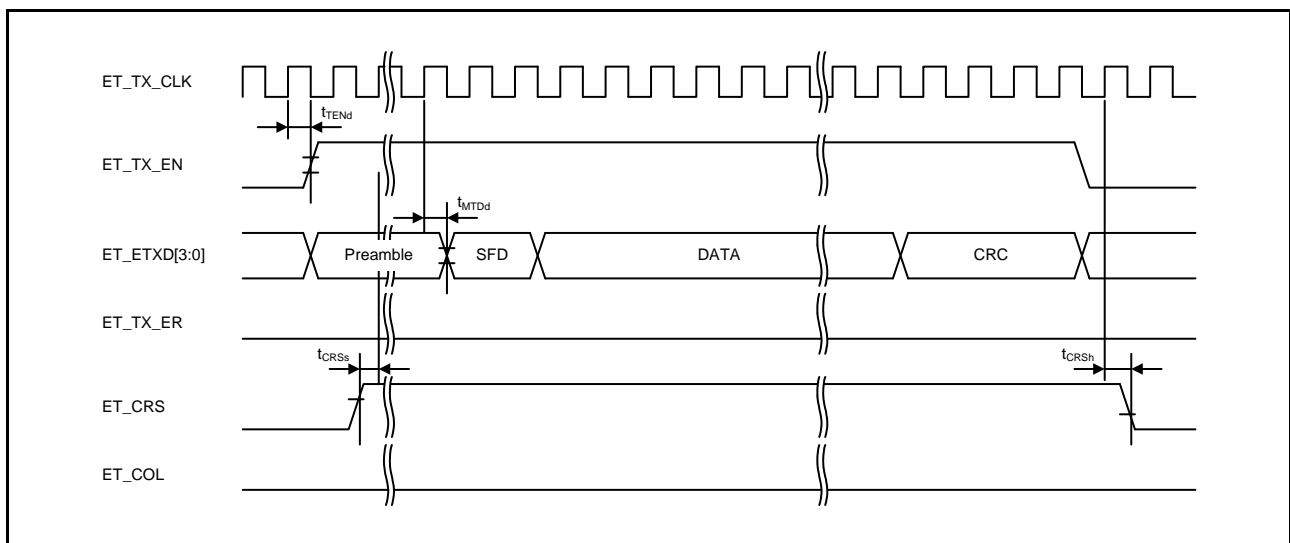 ET_TX_CLK
tTENd
ET_TX_EN
tMTDd
ET_ETXD[3:0]
Preamble
SFD
DATA
CRC
ET_TX_ER
tCRSs
tCRSh
ET_CRS
ET_COL